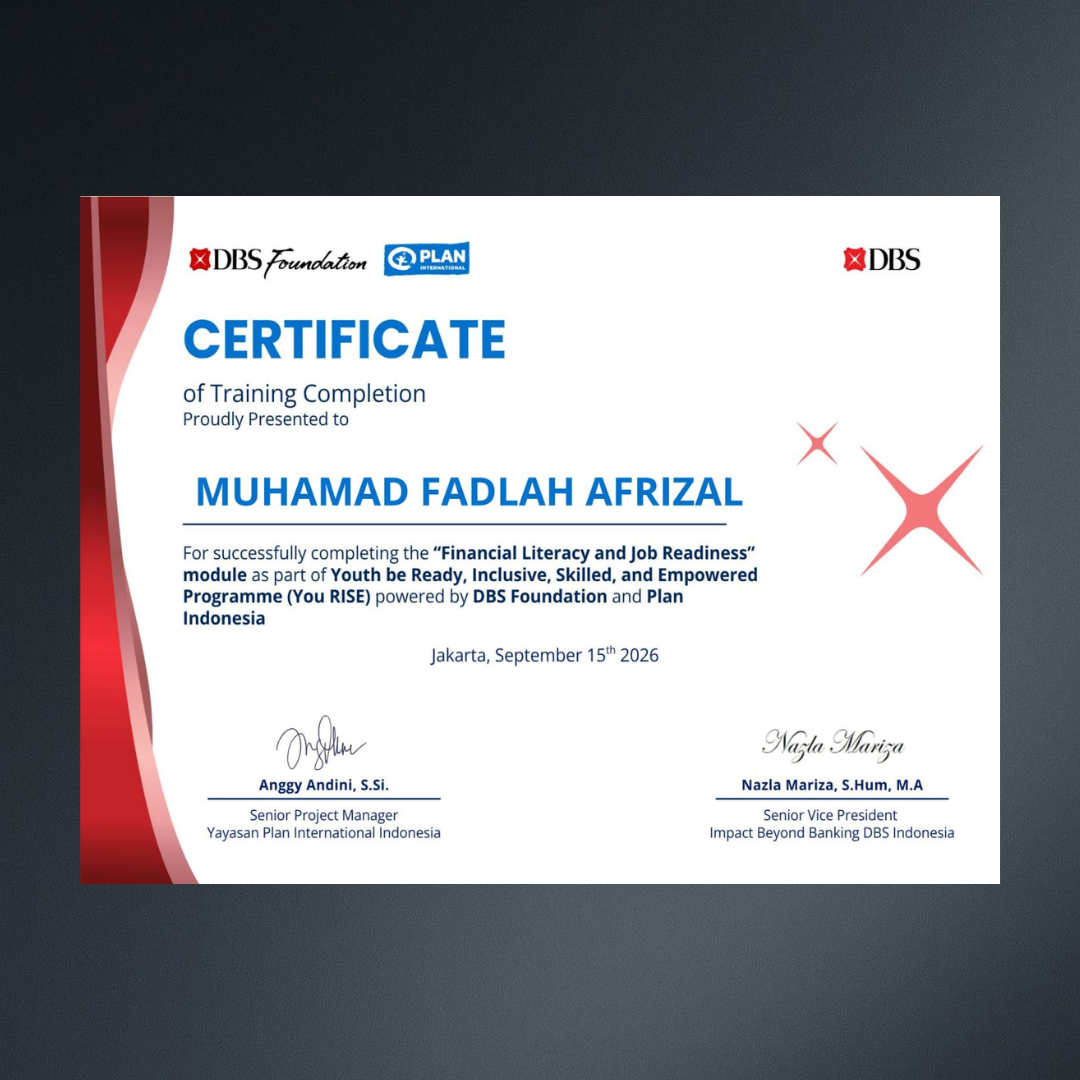 DBS Foundation
PLAN
INTERNATIONAL
DBS
CERTIFICATE
of Training Completion
Proudly Presented to
MUHAMAD FADLAH AFRIZAL
For successfully completing the “Financial Literacy and Job Readiness”
module as part of Youth be Ready, Inclusive, Skilled, and Empowered
Programme (You RISE) powered by DBS Foundation and Plan
Indonesia
Jakarta, September 15th 2026
Nazla Mariza
Anggy Andini, S.Si.
Senior Project Manager
Yayasan Plan International Indonesia
Nazla Mariza, S.Hum, M.A
Senior Vice President
Impact Beyond Banking DBS Indonesia